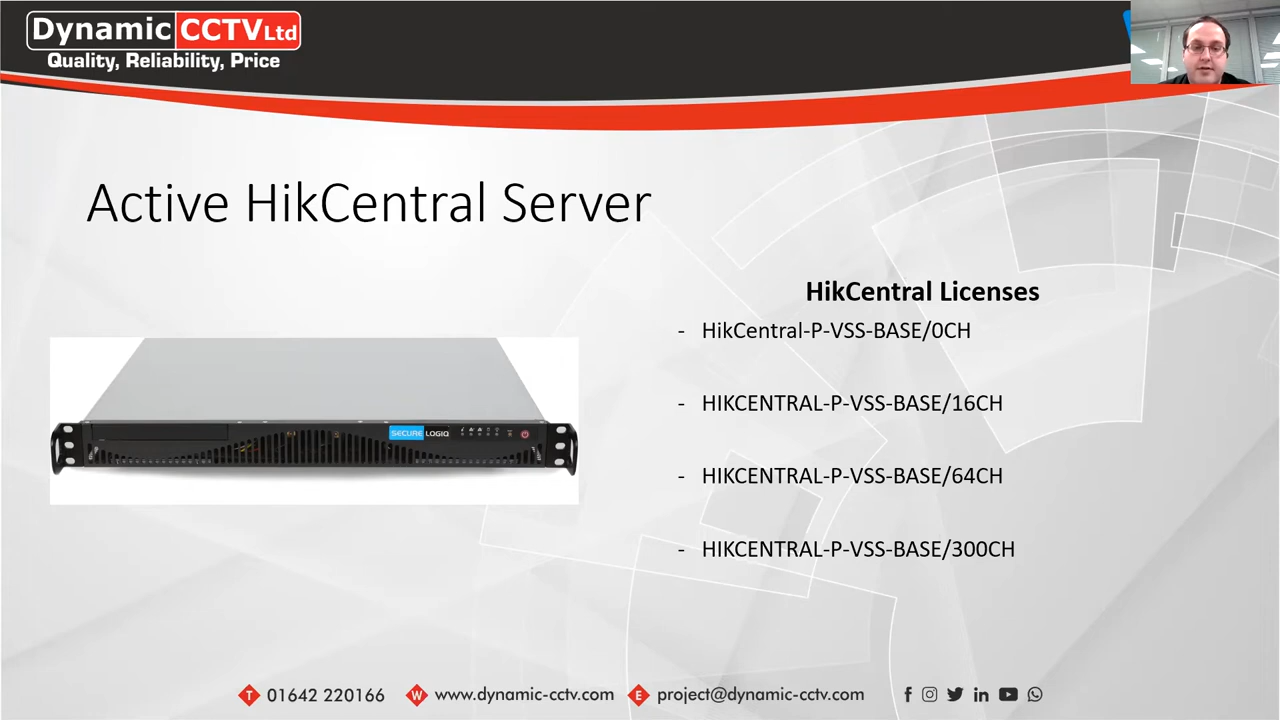 Dynamic CCTV Ltd
Quality, Reliability, Price
Active HikCentral Server
HikCentral Licenses
- HikCentral-P-VSS-BASE/0CH
- HIKCENTRAL-P-VSS-BASE/16CH
- HIKCENTRAL-P-VSS-BASE/64CH
- HIKCENTRAL-P-VSS-BASE/300CH
SECURE LOGIQ
T 01642 220166 W www.dynamic-cctv.com E project@dynamic-cctv.com